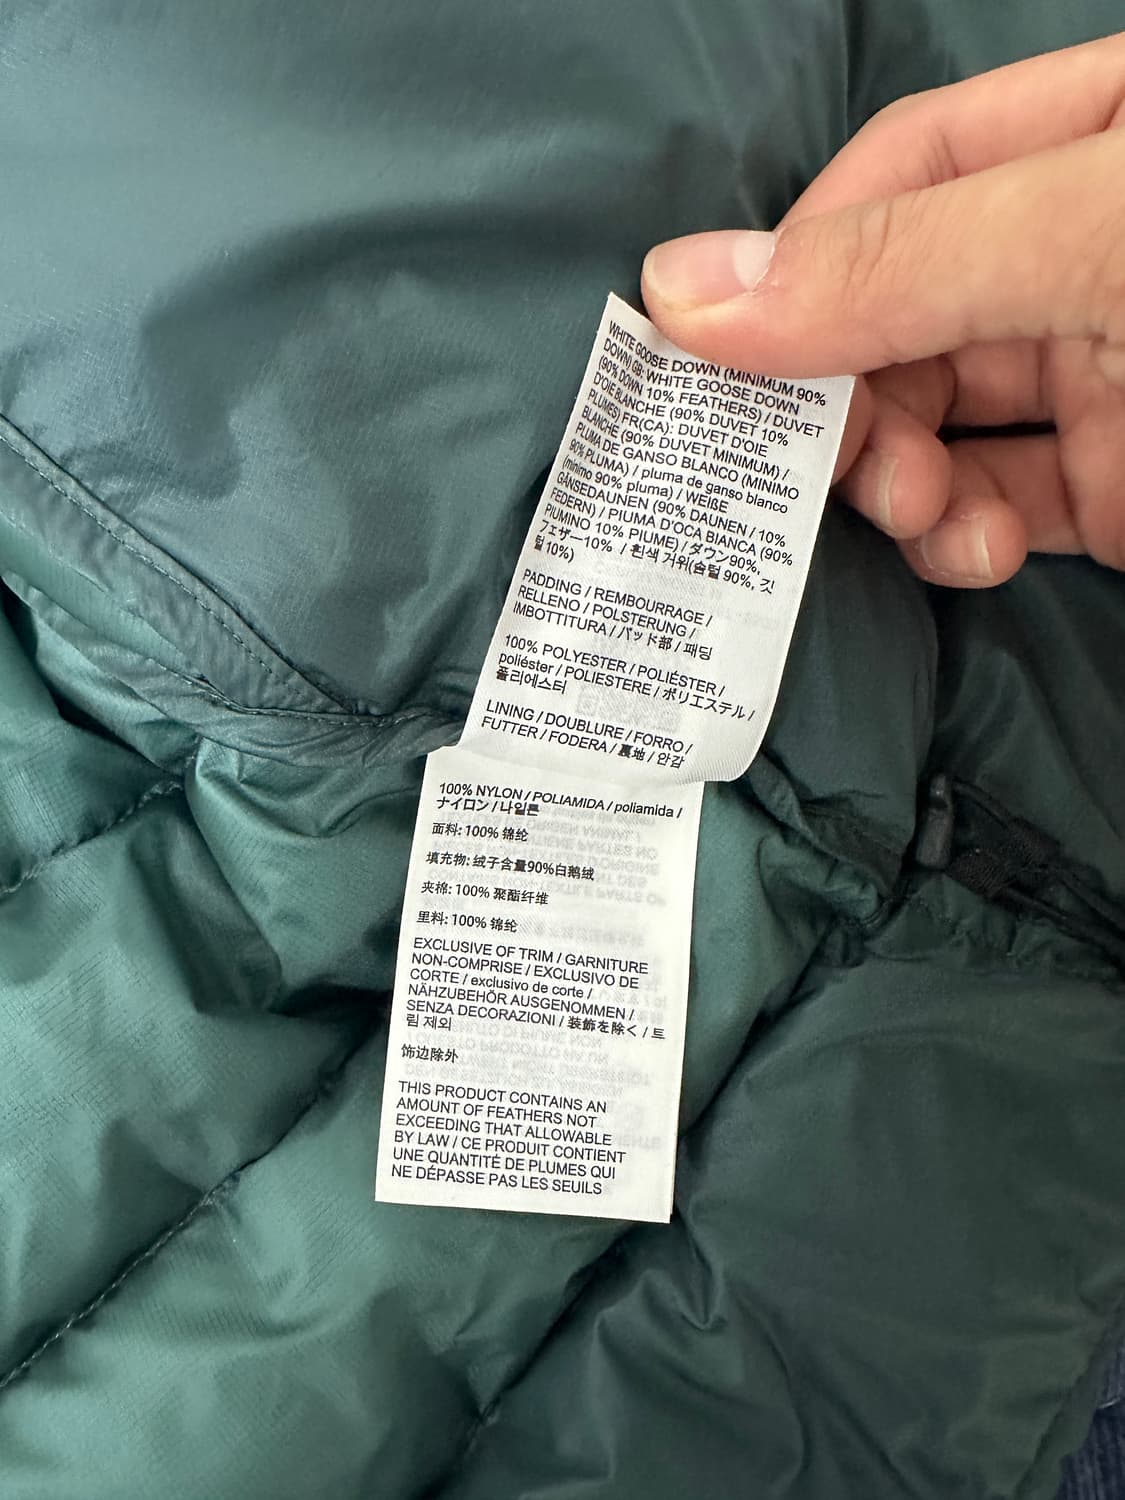 WHITE GOOSE DOWN (MINIMUM 90%
DOWN) GB: WHITE GOOSE DOWN
(90% DOWN 10% FEATHERS) / DUVET
D'OIE BLANCHE (90% DUVET 10%
PLUMES) FR(CA): DUVET D'OIE
BLANCHE (90% DUVET MINIMUM) /
PLUMA DE GANSO BLANCO (MINIMO
90% PLUMA) / pluma de ganso blanco
(mínimo 90% pluma) / WEIẞE
GÄNSEDAUNEN (90% DAUNEN / 10%
FEDERN) / PIUMA D'OCA BIANCA (90%
PIUMINO 10% PIUME) / ダウン90%,
フェザー10% / 흰색 거위(솜털 90%, 깃
털10%)
PADDING / REMBOURRAGE /
RELLENO / POLSTERUNG /
IMBOTTITURA / パッド部 / 패딩
100% POLYESTER / POLIÉSTER /
poliéster / POLIESTERE / ポリエステル /
폴리에스터
LINING / DOUBLURE / FORRO /
FUTTER / FODERA / 裏地 / 안감
100% NYLON / POLIAMIDA / poliamida /
ナイロン / 나일론
面料: 100% 锦纶
填充物: 绒子含量90%白鹅绒
夹棉: 100% 聚酯纤维
里料: 100% 锦纶
EXCLUSIVE OF TRIM / GARNITURE
NON-COMPRISE / EXCLUSIVO DE
CORTE / exclusivo de corte /
NÄHZUBEHÖR AUSGENOMMEN /
SENZA DECORAZIONI / 装飾を除く / 트
림 제외
饰边除外
THIS PRODUCT CONTAINS AN
AMOUNT OF FEATHERS NOT
EXCEEDING THAT ALLOWABLE
BY LAW / CE PRODUIT CONTIENT
UNE QUANTITÉ DE PLUMES QUI
NE DÉPASSE PAS LES SEUILS